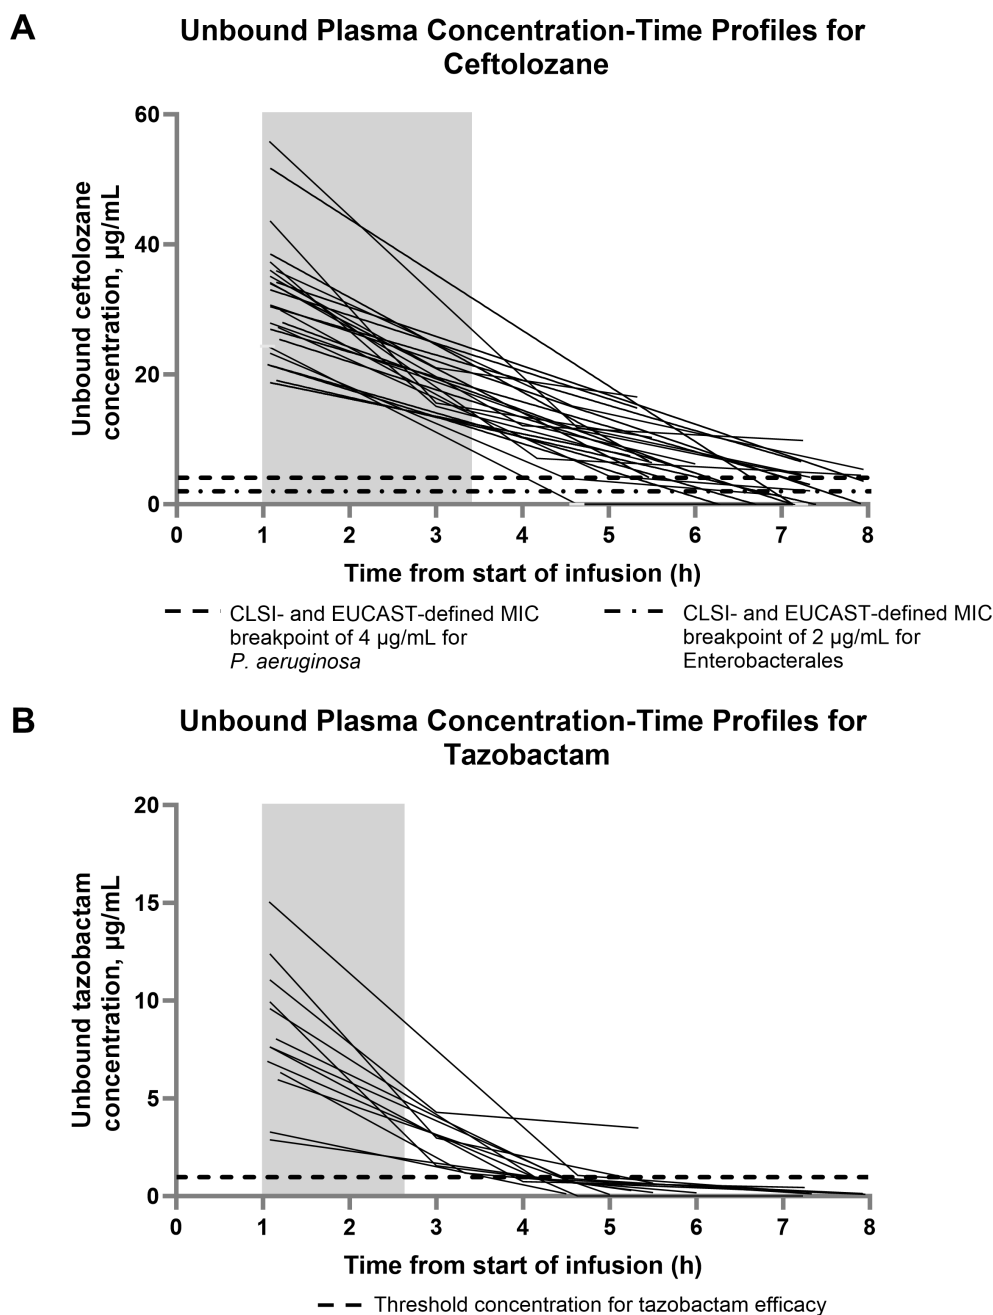 A
Unbound Plasma Concentration-Time Profiles for
Ceftolozane
Unbound ceftolozane
concentration, µg/mL
60
40
20
0
0 1 2 3 4 5 6 7 8
Time from start of infusion (h)
CLSI- and EUCAST-defined MIC
breakpoint of 4 µg/mL for
P. aeruginosa
CLSI- and EUCAST-defined MIC
breakpoint of 2 µg/mL for
Enterobacterales
B
Unbound Plasma Concentration-Time Profiles for
Tazobactam
Unbound tazobactam
concentration, µg/mL
20
15
10
5
0
0 1 2 3 4 5 6 7 8
Time from start of infusion (h)
Threshold concentration for tazobactam efficacy